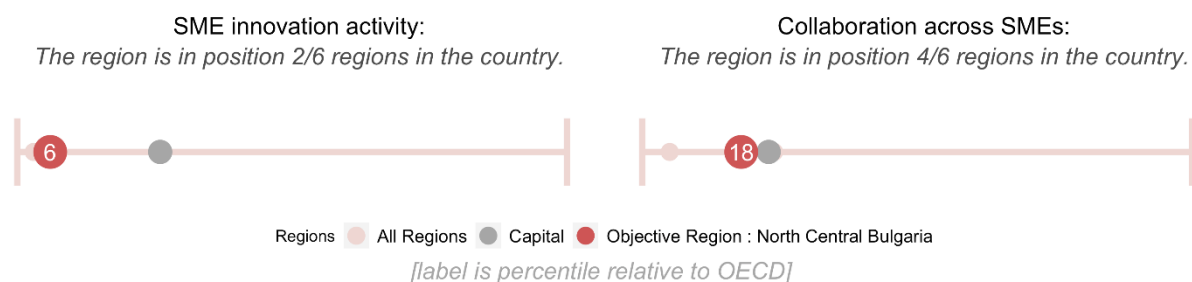 SME innovation activity:
The region is in position 2/6 regions in the country.
Collaboration across SMEs:
The region is in position 4/6 regions in the country.
6
18
Regions All Regions Capital Objective Region : North Central Bulgaria
[label is percentile relative to OECD]